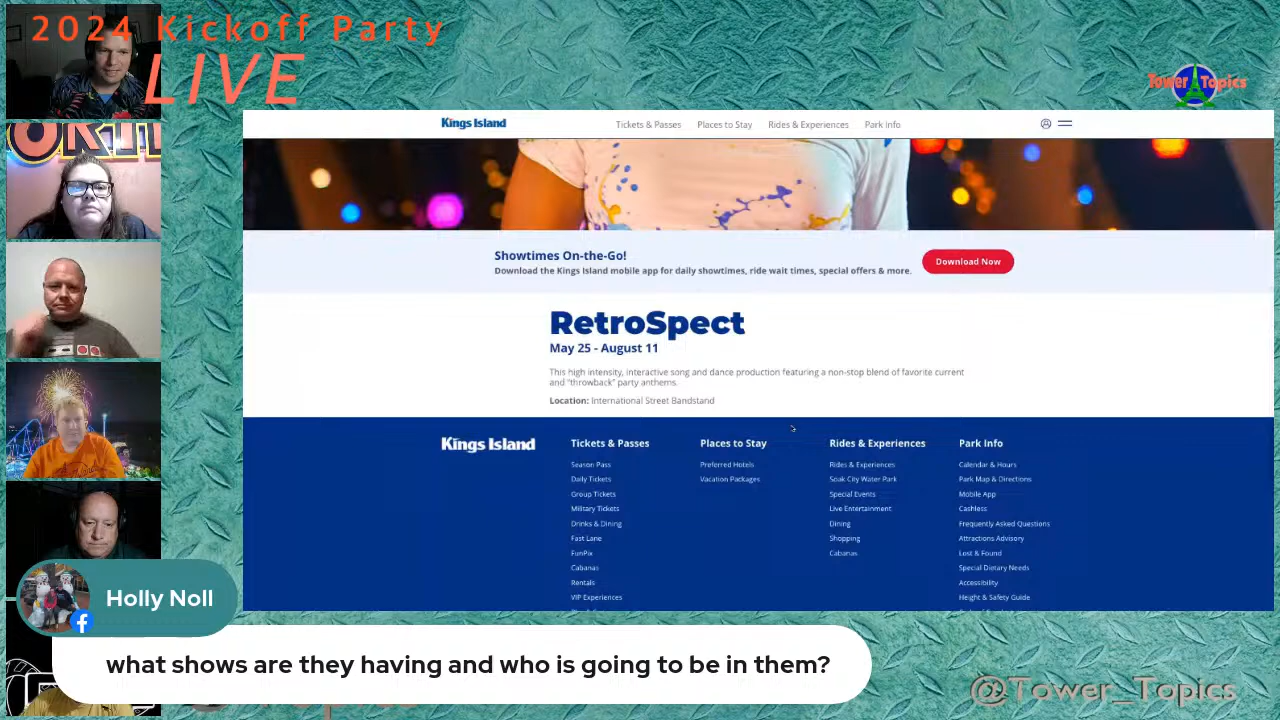 2024 Kickoff Party
LIVE
Tower Topics
Kings Island
Tickets & Passes
Places to Stay
Rides & Experiences
Park Info
Showtimes On-the-Go!
Download the Kings Island mobile app for daily showtimes, ride wait times, special offers & more.
Download Now
RetroSpect
May 25 - August 11
This high intensity, interactive song and dance production featuring a non-stop blend of favorite current
and "throwback" party anthems.
Location: International Street Bandstand
Kings Island
Tickets & Passes
Season Pass
Daily Tickets
Group Tickets
Military Tickets
Drinks & Dining
Fast Lane
FunPix
Cabanas
Rentals
VIP Experiences
Places to Stay
Preferred Hotels
Vacation Packages
Rides & Experiences
Rides & Experiences
Soak City Water Park
Special Events
Live Entertainment
Dining
Shopping
Cabanas
Park Info
Calendar & Hours
Park Map & Directions
Mobile App
Cashless
Frequently Asked Questions
Attractions Advisory
Lost & Found
Special Dietary Needs
Accessibility
Height & Safety Guide
Holly Noll
what shows are they having and who is going to be in them?
@Tower_Topics